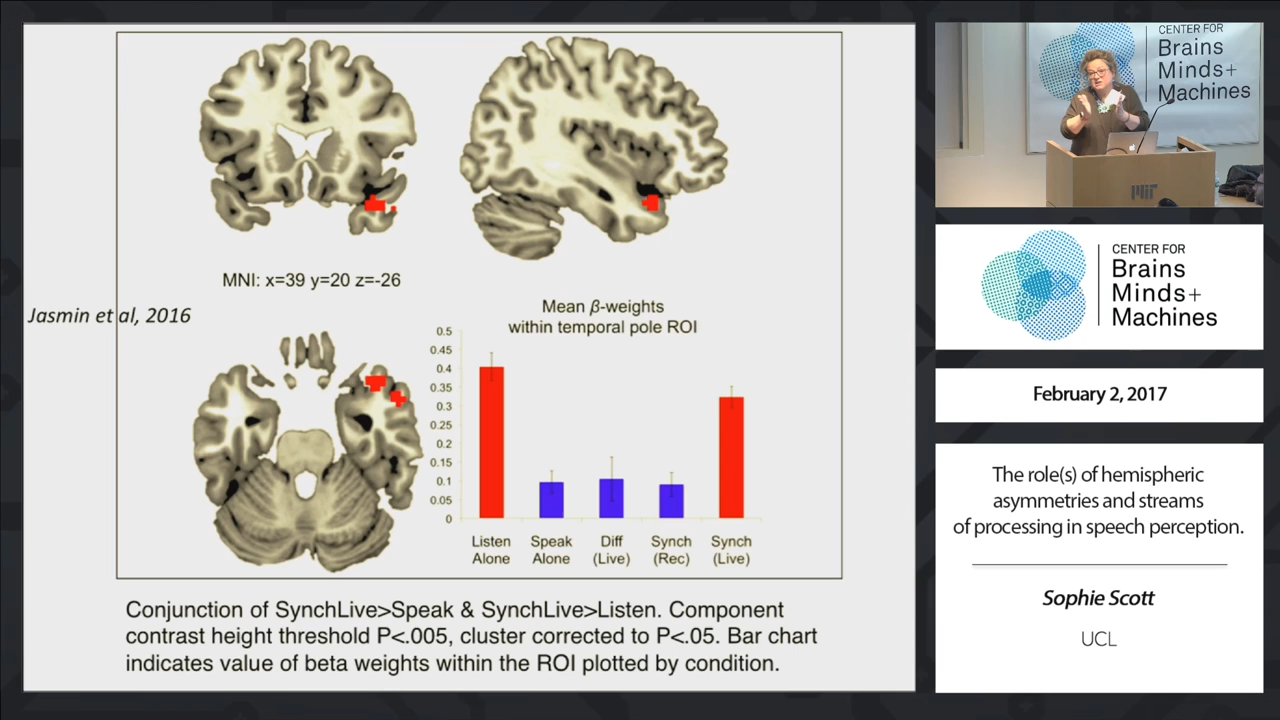 MNI: x=39 y=20 z=-26
Jasmin et al, 2016
Mean β-weights
within temporal pole ROI
0.5
0.45
0.4
0.35
0.3
0.25
0.2
0.15
0.1
0.05
0
Listen Alone
Speak Alone
Diff (Live)
Synch (Rec)
Synch (Live)
Conjunction of SynchLive>Speak & SynchLive>Listen. Component
contrast height threshold P<.005, cluster corrected to P<.05. Bar chart
indicates value of beta weights within the ROI plotted by condition.
CENTER FOR
Brains
Minds+
Machines
MIT
CENTER FOR
Brains
Minds+
Machines
February 2, 2017
The role(s) of hemispheric
asymmetries and streams
of processing in speech perception.
Sophie Scott
UCL